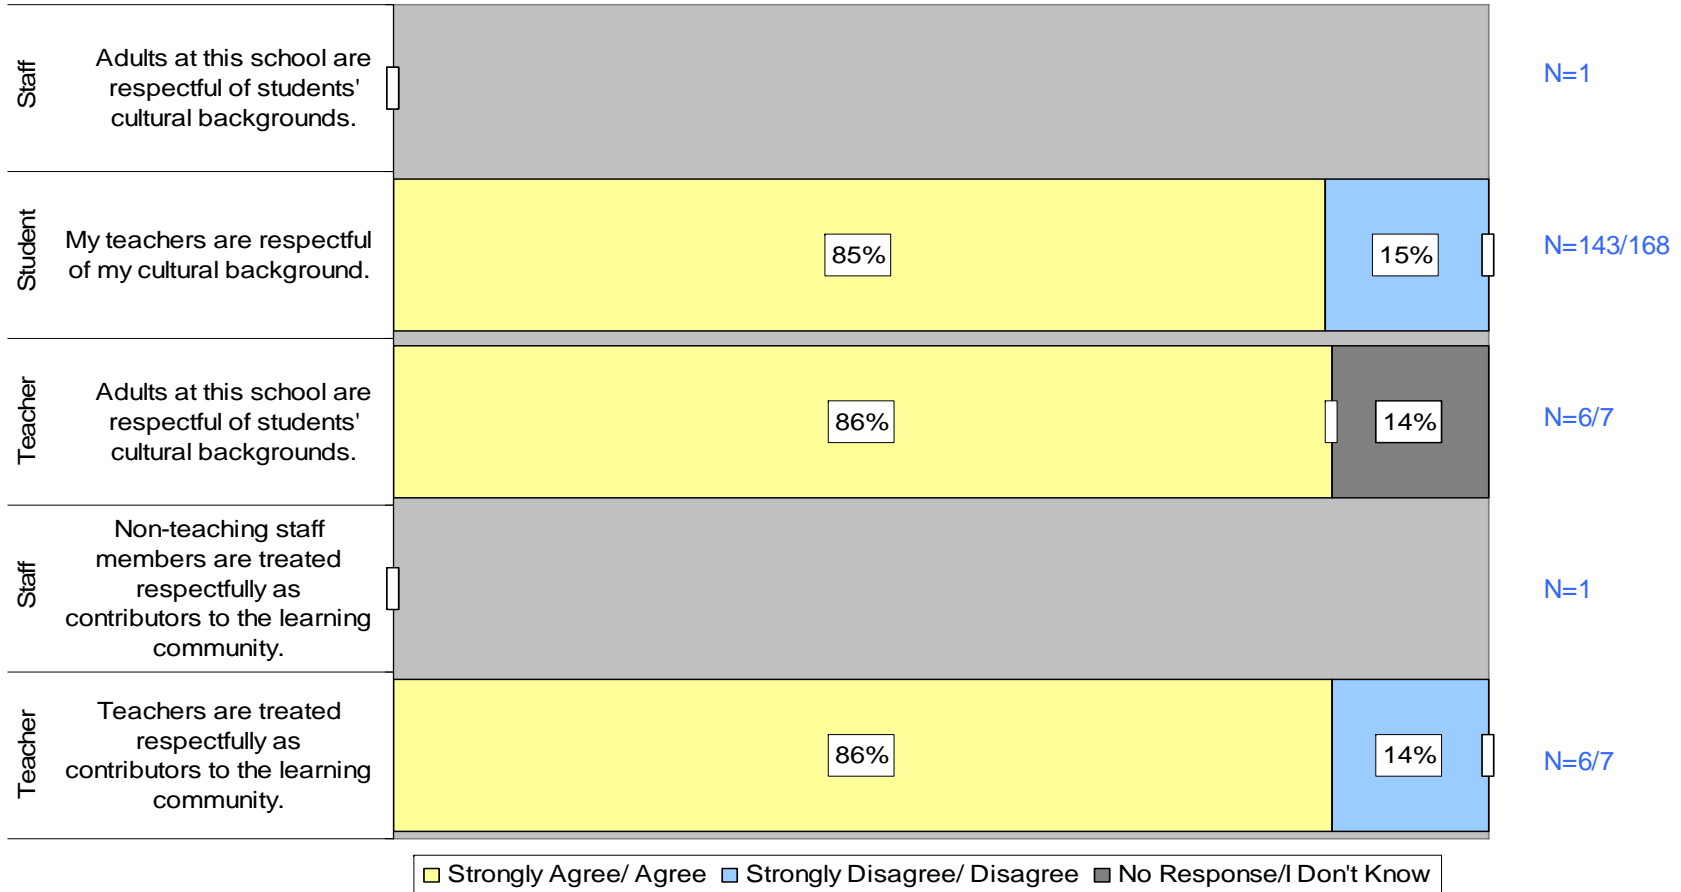 Staff
Adults at this school are
respectful of students'
cultural backgrounds.
N=1
Student
My teachers are respectful
of my cultural background.
85%
15%
N=143/168
Teacher
Adults at this school are
respectful of students'
cultural backgrounds.
86%
14%
N=6/7
Staff
Non-teaching staff
members are treated
respectfully as
contributors to the learning
community.
N=1
Teacher
Teachers are treated
respectfully as
contributors to the learning
community.
86%
14%
N=6/7
Strongly Agree/ Agree Strongly Disagree/ Disagree No Response/I Don't Know